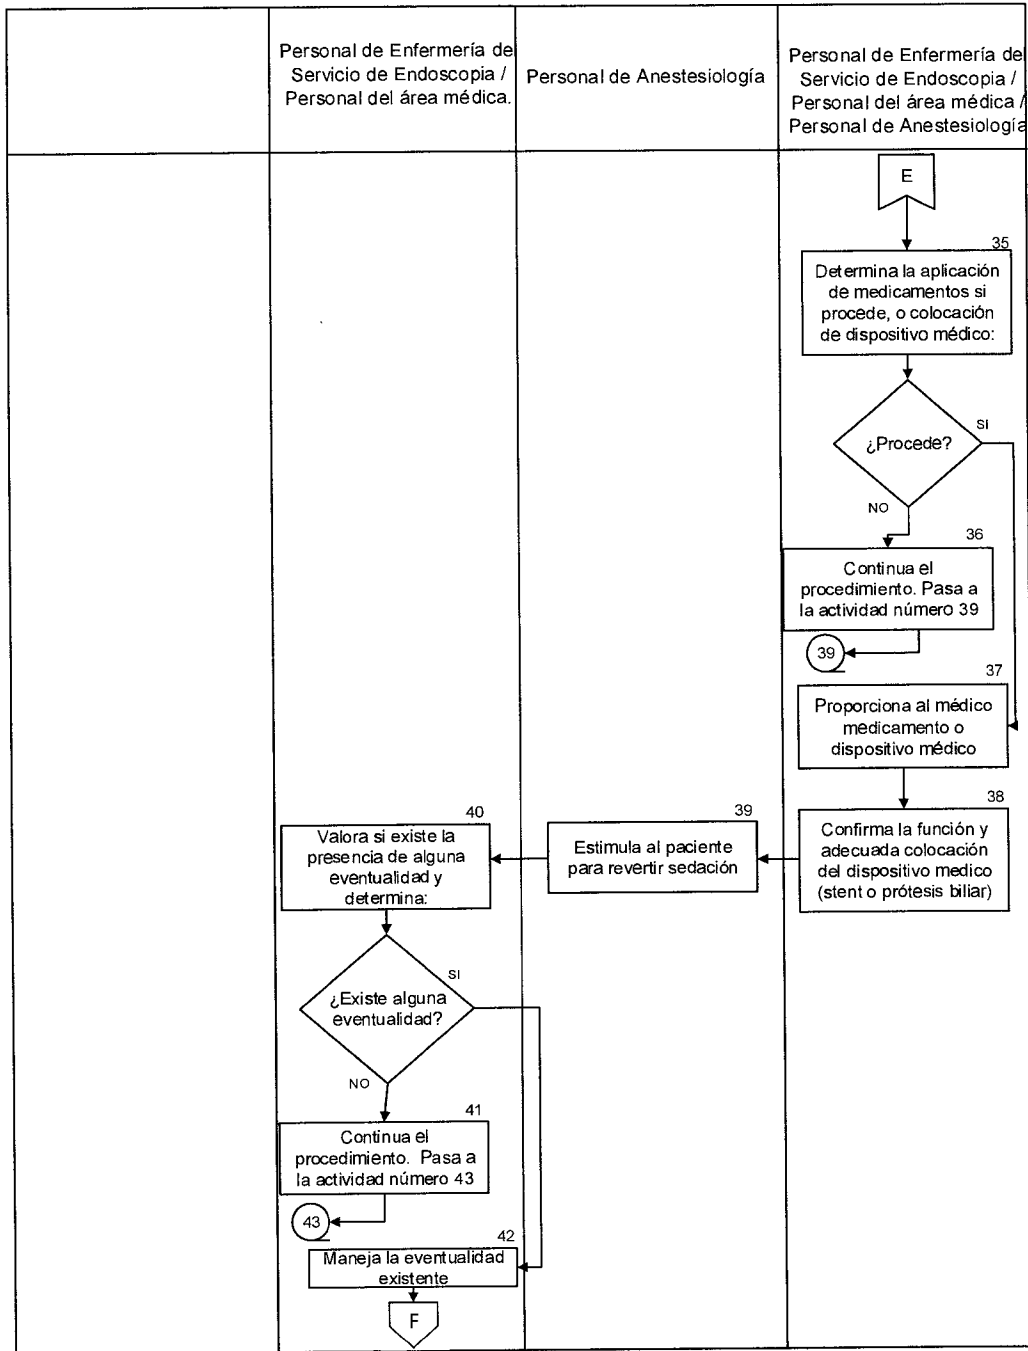 Personal de Enfermería del
Servicio de Endoscopia /
Personal del área médica.
Personal de Anestesiología
Personal de Enfermería del
Servicio de Endoscopia /
Personal del área médica /
Personal de Anestesiología
E
35
Determina la aplicación
de medicamentos si
procede, o colocación
de dispositivo médico:
¿Procede?
SI
NO
36
Continua el
procedimiento. Pasa a
la actividad número 39
39
37
Proporciona al médico
medicamento o
dispositivo médico
38
Confirma la función y
adecuada colocación
del dispositivo medico
(stent o prótesis biliar)
39
Estimula al paciente
para revertir sedación
40
Valora si existe la
presencia de alguna
eventualidad y
determina:
¿Existe alguna
eventualidad?
SI
NO
41
Continua el
procedimiento. Pasa a
la actividad número 43
43
42
Maneja la eventualidad
existente
F